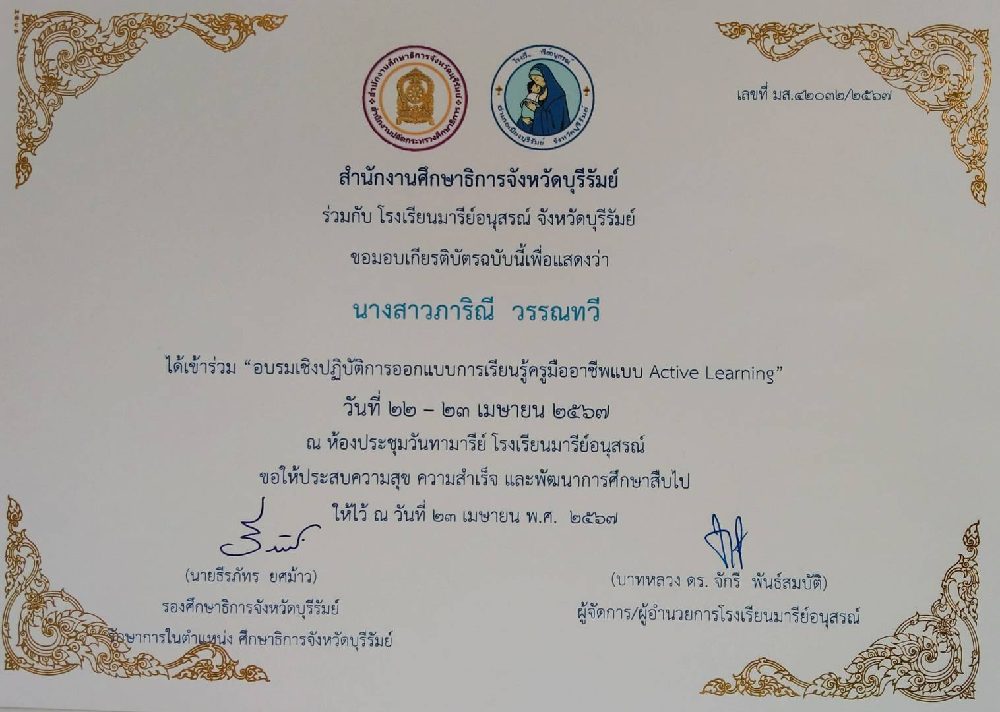 สำนักงานศึกษาธิการจังหวัดบุรีรัมย์
สำนักงานปลัดกระทรวงศึกษาธิการ
อำเภอเมืองบุรีรัมย์ จังหวัดบุรีรัมย์
เลขที่ มส.๔๒๐๓๒/๒๕๖๗
สำนักงานศึกษาธิการจังหวัดบุรีรัมย์
ร่วมกับ โรงเรียนมารีย์อนุสรณ์ จังหวัดบุรีรัมย์
ขอมอบเกียรติบัตรฉบับนี้เพื่อแสดงว่า
นางสาวภาริณี วรรณทวี
ได้เข้าร่วม “อบรมเชิงปฏิบัติการออกแบบการเรียนรู้ครูมืออาชีพแบบ Active Learning”
วันที่ ๒๒ – ๒๓ เมษายน ๒๕๖๗
ณ ห้องประชุมวันทามารีย์ โรงเรียนมารีย์อนุสรณ์
ขอให้ประสบความสุข ความสำเร็จ และพัฒนาการศึกษาสืบไป
ให้ไว้ ณ วันที่ ๒๓ เมษายน พ.ศ. ๒๕๖๗
(นายธีรภัทร ยศม้าว)
รองศึกษาธิการจังหวัดบุรีรัมย์
รักษาการในตำแหน่ง ศึกษาธิการจังหวัดบุรีรัมย์
(บาทหลวง ดร. จักรี พันธ์สมบัติ)
ผู้จัดการ/ผู้อำนวยการโรงเรียนมารีย์อนุสรณ์